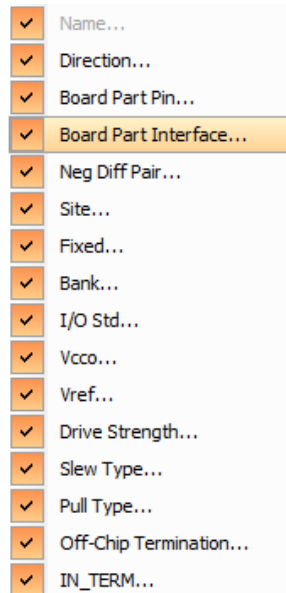 Name...
Direction...
Board Part Pin...
Board Part Interface...
Neg Diff Pair...
Site...
Fixed...
Bank...
I/O Std...
Vcco...
Vref...
Drive Strength...
Slew Type...
Pull Type...
Off-Chip Termination...
IN_TERM...